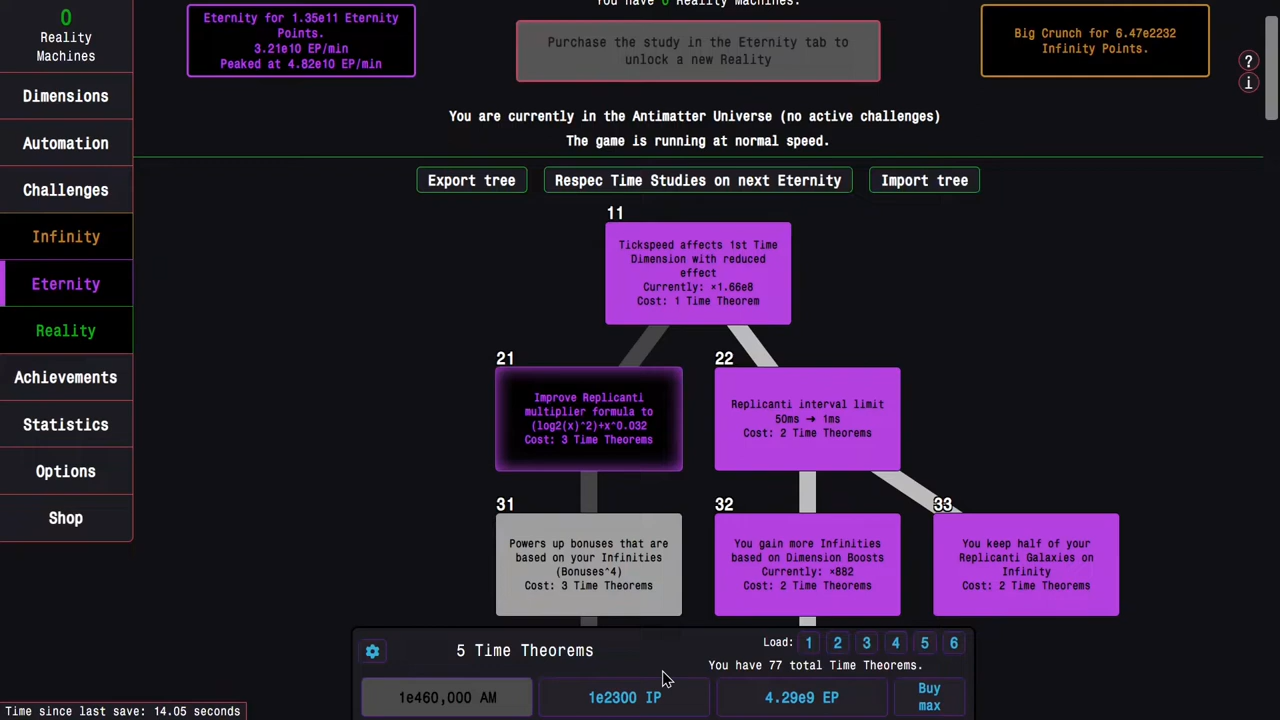 0
Reality
Machines
Dimensions
Automation
Challenges
Infinity
Eternity
Reality
Achievements
Statistics
Options
Shop
Time since last save: 14.05 seconds
Eternity for 1.35e11 Eternity
Points.
3.21e10 EP/min
Peaked at 4.82e10 EP/min
You have 0 Reality Machines.
Purchase the study in the Eternity tab to
unlock a new Reality
Big Crunch for 6.47e2232
Infinity Points.
?
i
You are currently in the Antimatter Universe (no active challenges)
The game is running at normal speed.
Export tree
Respec Time Studies on next Eternity
Import tree
11
Tickspeed affects 1st Time
Dimension with reduced
effect
Currently: ×1.66e8
Cost: 1 Time Theorem
21
Improve Replicanti
multiplier formula to
(log2(x)^2)+x^0.032
Cost: 3 Time Theorems
22
Replicanti interval limit
50ms ➜ 1ms
Cost: 2 Time Theorems
31
Powers up bonuses that are
based on your Infinities
(Bonuses^4)
Cost: 3 Time Theorems
32
You gain more Infinities
based on Dimension Boosts
Currently: ×882
Cost: 2 Time Theorems
33
You keep half of your
Replicanti Galaxies on
Infinity
Cost: 2 Time Theorems
5 Time Theorems
Load: 1 2 3 4 5 6
You have 77 total Time Theorems.
1e460,000 AM
1e2300 IP
4.29e9 EP
Buy
max